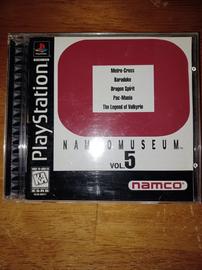 PlayStation
Metro-Cross
Baraduke
Dragon Spirit
Pac-Mania
The Legend of Valkyrie
NAMCOMUSEUM
VOL.5
namco
K-A